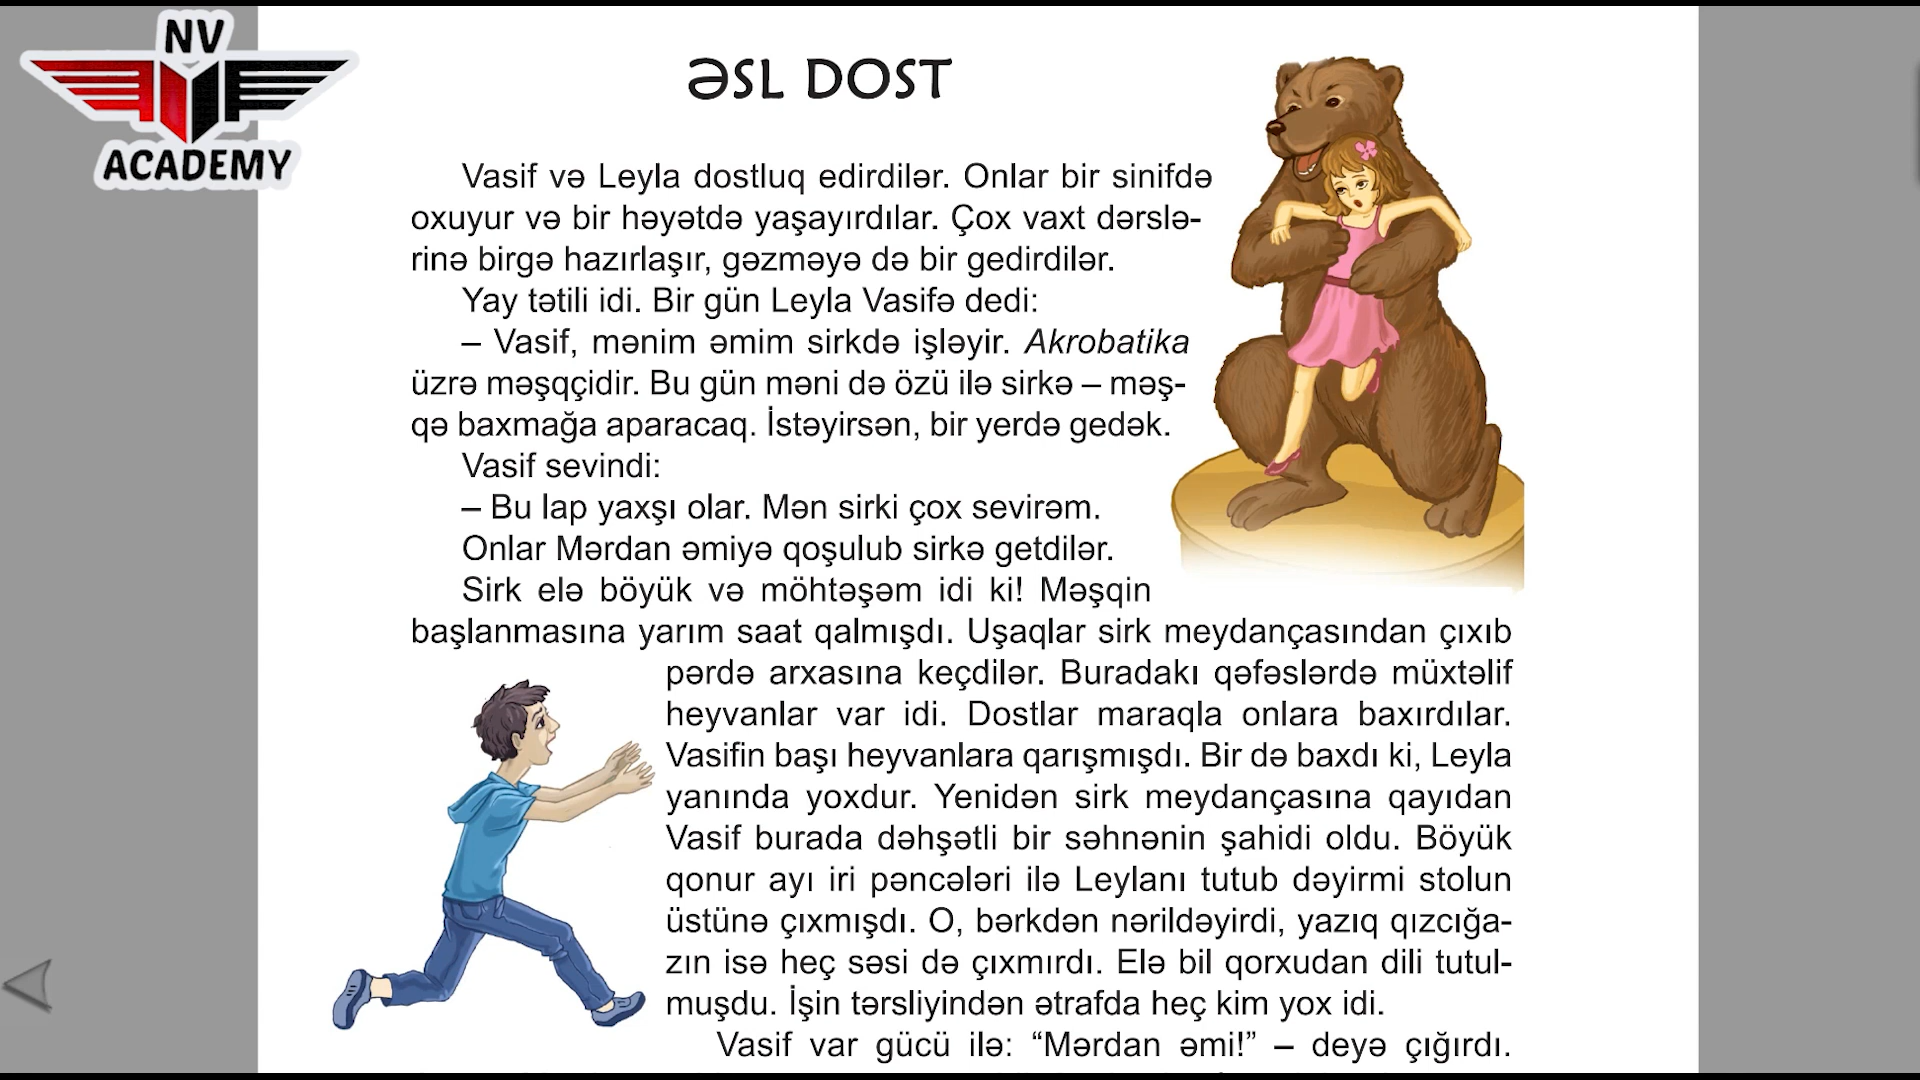 NV
ACADEMY
ƏSL DOST
Vasif və Leyla dostluq edirdilər. Onlar bir sinifdə
oxuyur və bir həyətdə yaşayırdılar. Çox vaxt dərslə-
rinə birgə hazırlaşır, gəzməyə də bir gedirdilər.
Yay tətili idi. Bir gün Leyla Vasifə dedi:
– Vasif, mənim əmim sirkdə işləyir. Akrobatika
üzrə məşqçidir. Bu gün məni də özü ilə sirkə – məş-
qə baxmağa aparacaq. İstəyirsən, bir yerdə gedək.
Vasif sevindi:
– Bu lap yaxşı olar. Mən sirki çox sevirəm.
Onlar Mərdan əmiyə qoşulub sirkə getdilər.
Sirk elə böyük və möhtəşəm idi ki! Məşqin
başlanmasına yarım saat qalmışdı. Uşaqlar sirk meydançasından çıxıb
pərdə arxasına keçdilər. Buradakı qəfəslərdə müxtəlif
heyvanlar var idi. Dostlar maraqla onlara baxırdılar.
Vasifin başı heyvanlara qarışmışdı. Bir də baxdı ki, Leyla
yanında yoxdur. Yenidən sirk meydançasına qayıdan
Vasif burada dəhşətli bir səhnənin şahidi oldu. Böyük
qonur ayı iri pəncələri ilə Leylanı tutub dəyirmi stolun
üstünə çıxmışdı. O, bərkdən nərildəyirdi, yazıq qızcığa-
zın isə heç səsi də çıxmırdı. Elə bil qorxudan dili tutul-
muşdu. İşin tərsliyindən ətrafda heç kim yox idi.
Vasif var gücü ilə: “Mərdan əmi!” – deyə çığırdı.